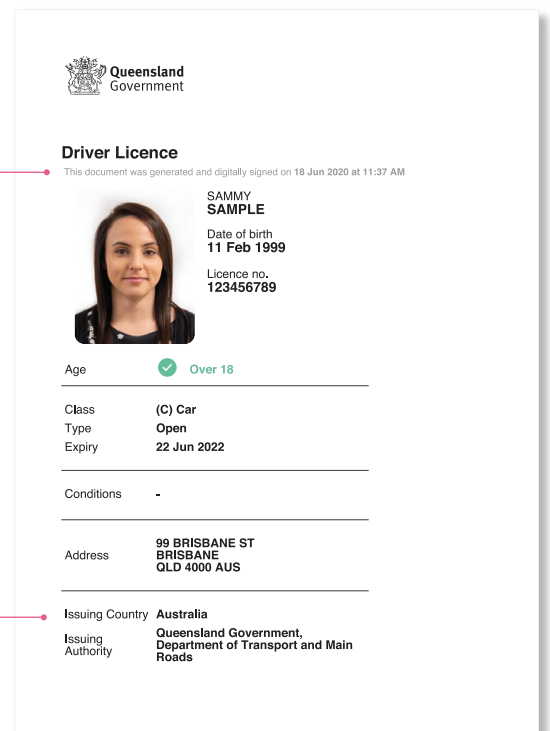 Queensland
Government
Driver Licence
This document was generated and digitally signed on 18 Jun 2020 at 11:37 AM
SAMMY
SAMPLE
Date of birth
11 Feb 1999
Licence no.
123456789
Age Over 18
Class (C) Car
Type Open
Expiry 22 Jun 2022
Conditions -
Address 99 BRISBANE ST
BRISBANE
QLD 4000 AUS
Issuing Country Australia
Issuing Authority Queensland Government,
Department of Transport and Main
Roads